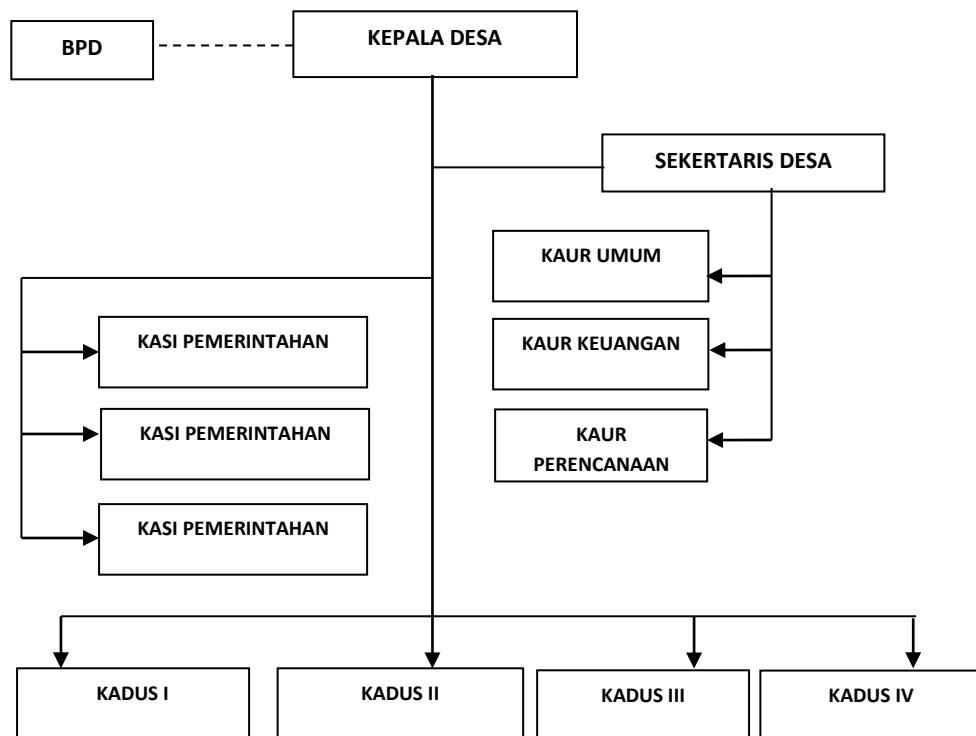 BPD
KEPALA DESA
SEKERTARIS DESA
KAUR UMUM
KAUR KEUANGAN
KAUR
PERENCANAAN
KASI PEMERINTAHAN
KASI PEMERINTAHAN
KASI PEMERINTAHAN
KADUS I
KADUS II
KADUS III
KADUS IV